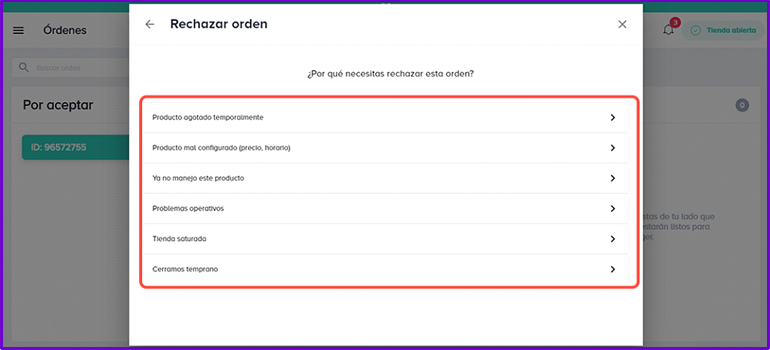 Rechazar orden
Órdenes
3
Tienda abierta
Buscar orden
¿Por qué necesitas rechazar esta orden?
Por aceptar
0
Producto agotado temporalmente
ID: 96572755
Producto mal configurado (precio, horario)
Ya no manejo este producto
Problemas operativos
stas de tu lado que
estarán listos para
Tienda saturada
Cerramos temprano